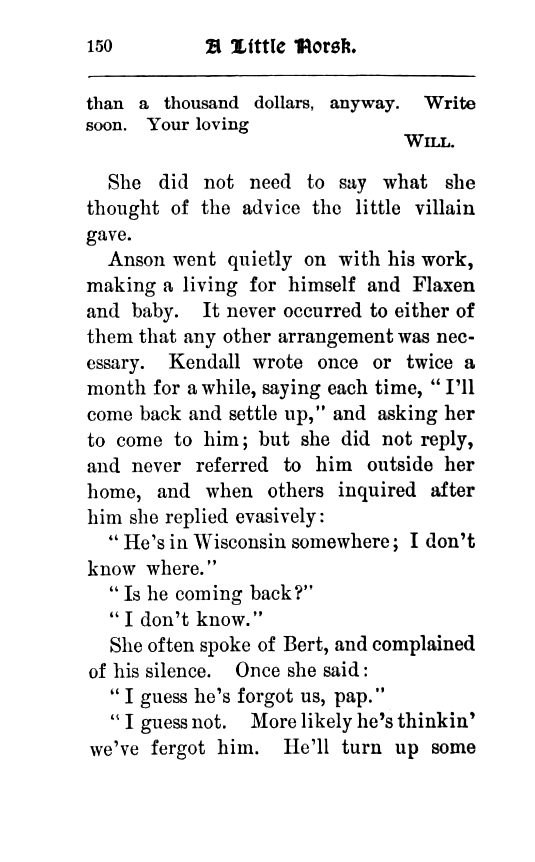 150 A Little Norsk.
than a thousand dollars, anyway. Write
soon. Your loving
WILL.
She did not need to say what she
thought of the advice the little villain
gave.
Anson went quietly on with his work,
making a living for himself and Flaxen
and baby. It never occurred to either of
them that any other arrangement was nec-
essary. Kendall wrote once or twice a
month for a while, saying each time, "I'll
come back and settle up," and asking her
to come to him; but she did not reply,
and never referred to him outside her
home, and when others inquired after
him she replied evasively:
"He's in Wisconsin somewhere; I don't
know where."
"Is he coming back?"
"I don't know."
She often spoke of Bert, and complained
of his silence. Once she said:
"I guess he's forgot us, pap."
"I guess not. More likely he's thinkin'
we've fergot him. He'll turn up some